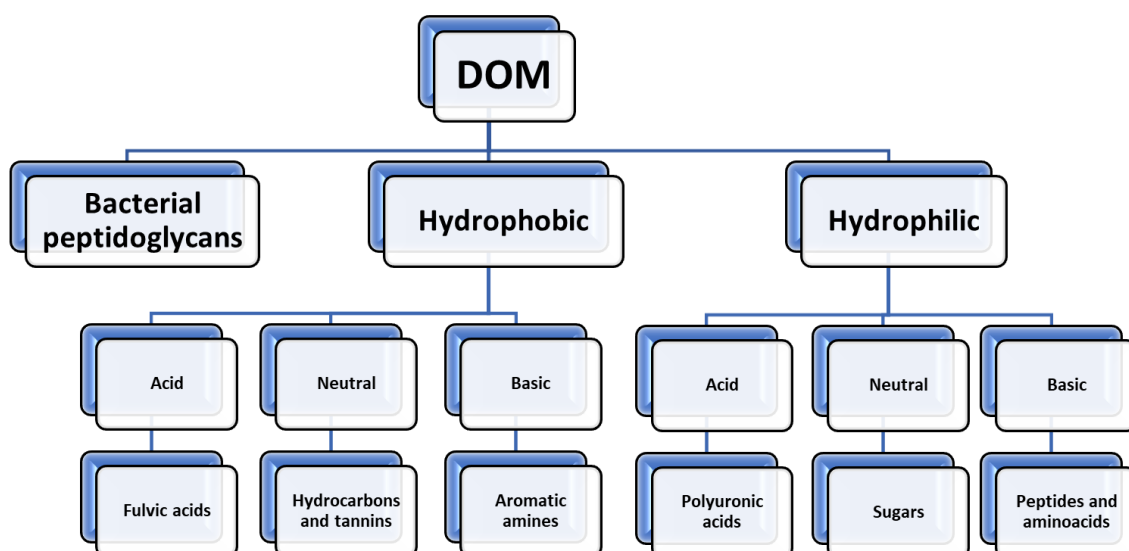 DOM
Bacterial
peptidoglycans
Hydrophobic
Hydrophilic
Acid
Neutral
Basic
Acid
Neutral
Basic
Fulvic acids
Hydrocarbons
and tannins
Aromatic
amines
Polyuronic
acids
Sugars
Peptides and
aminoacids